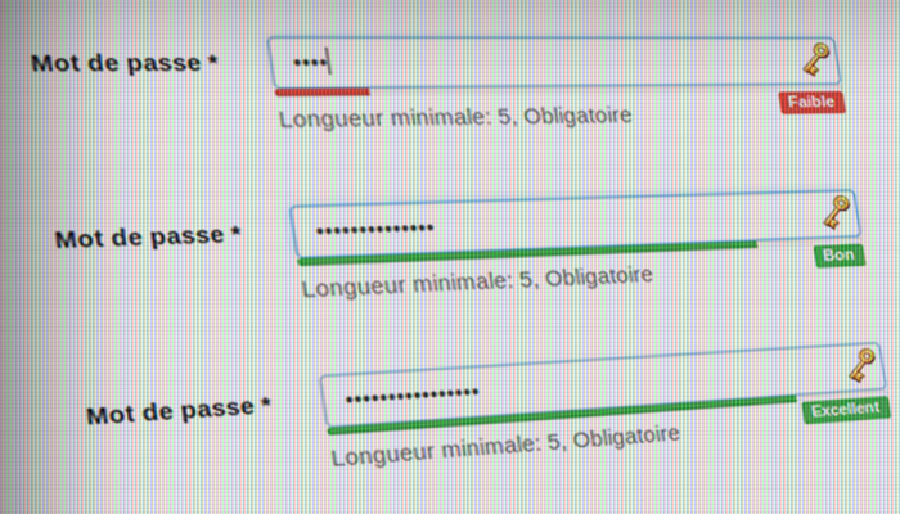 Mot de passe *
Faible
Longueur minimale: 5, Obligatoire
Mot de passe *
Bon
Longueur minimale: 5, Obligatoire
Mot de passe *
Excellent
Longueur minimale: 5, Obligatoire